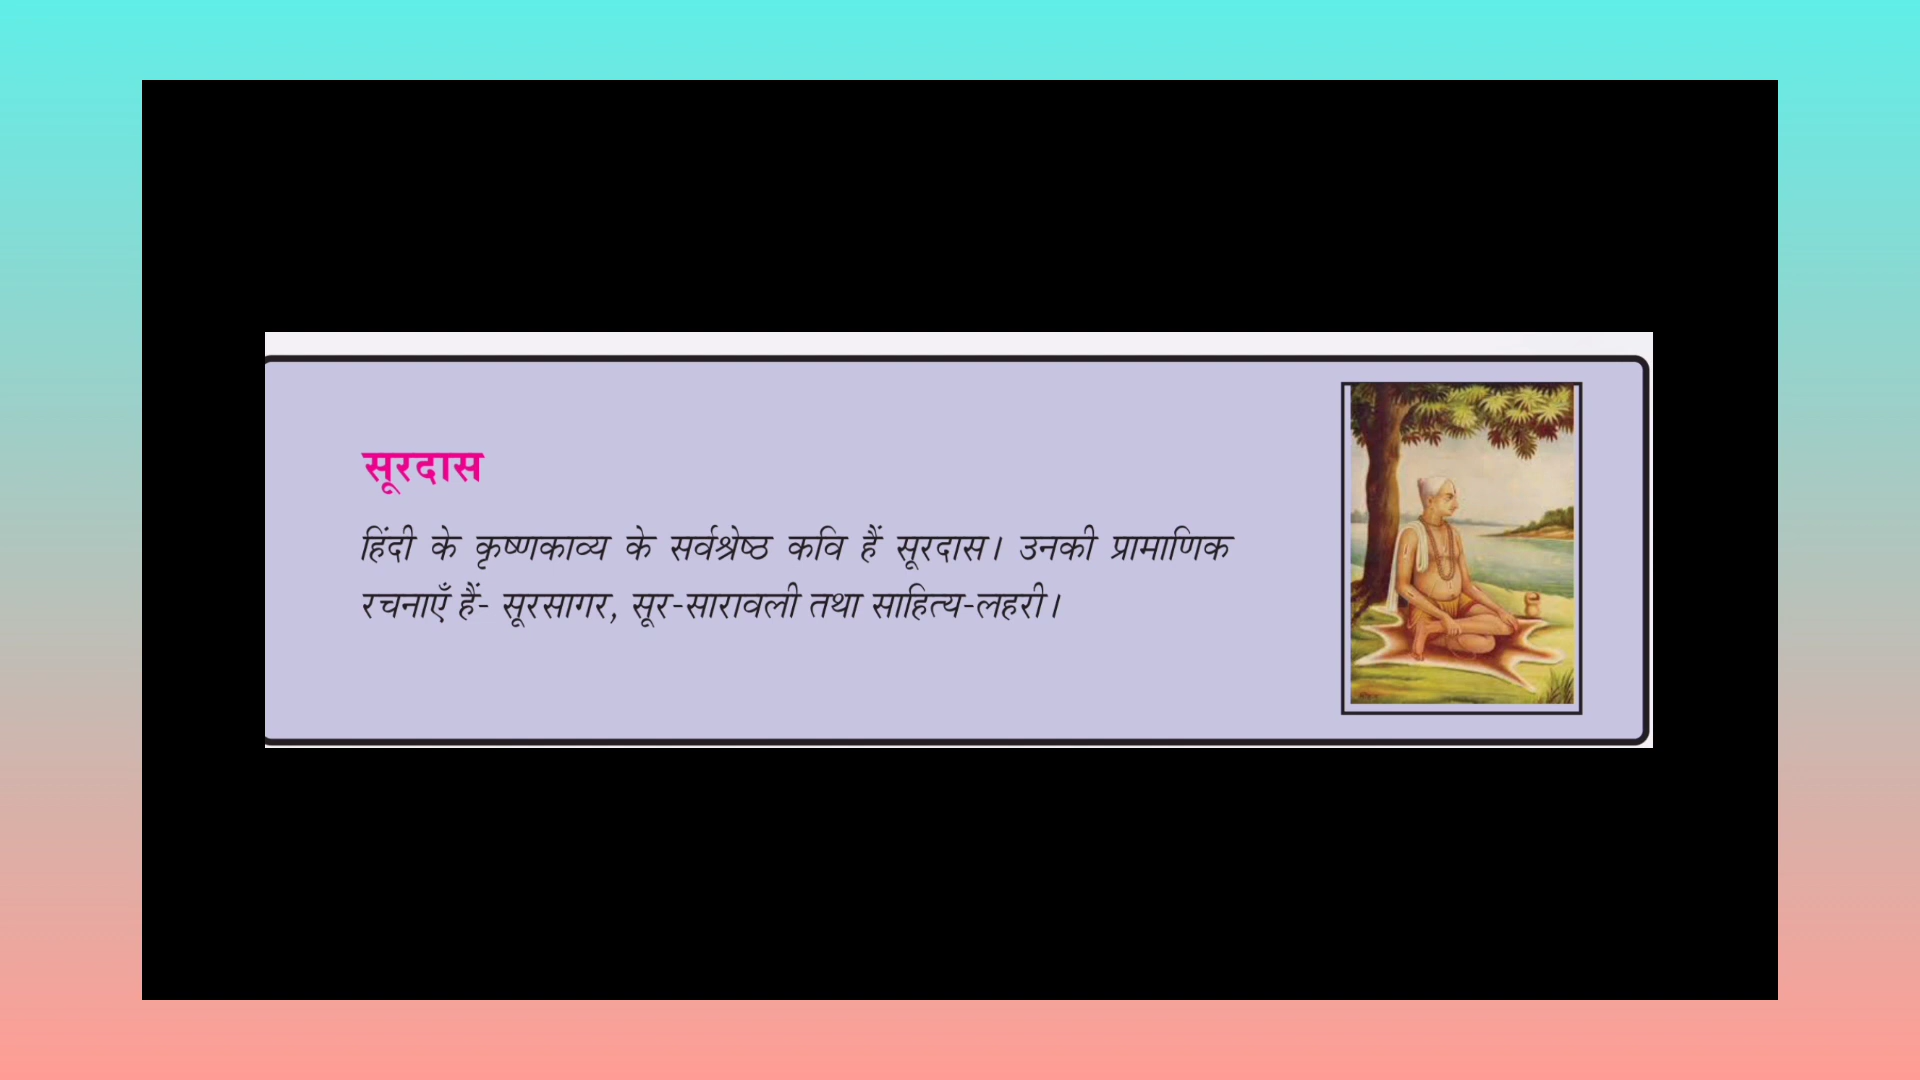 सूरदास
हिंदी के कृष्णकाव्य के सर्वश्रेष्ठ कवि हैं सूरदास। उनकी प्रामाणिक
रचनाएँ हैं- सूरसागर, सूर-सारावली तथा साहित्य-लहरी।